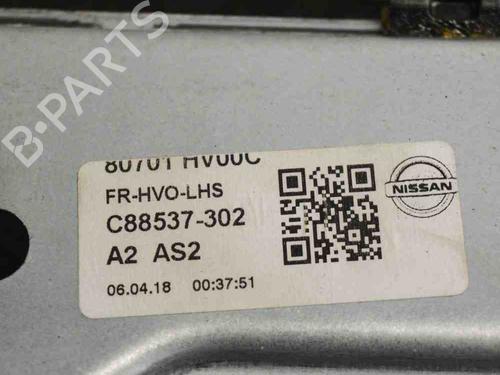 80701 HV00C
FR-HVO-LHS
C88537-302
A2 AS2
06.04.18 00:37:51
NISSAN
B-PARTS